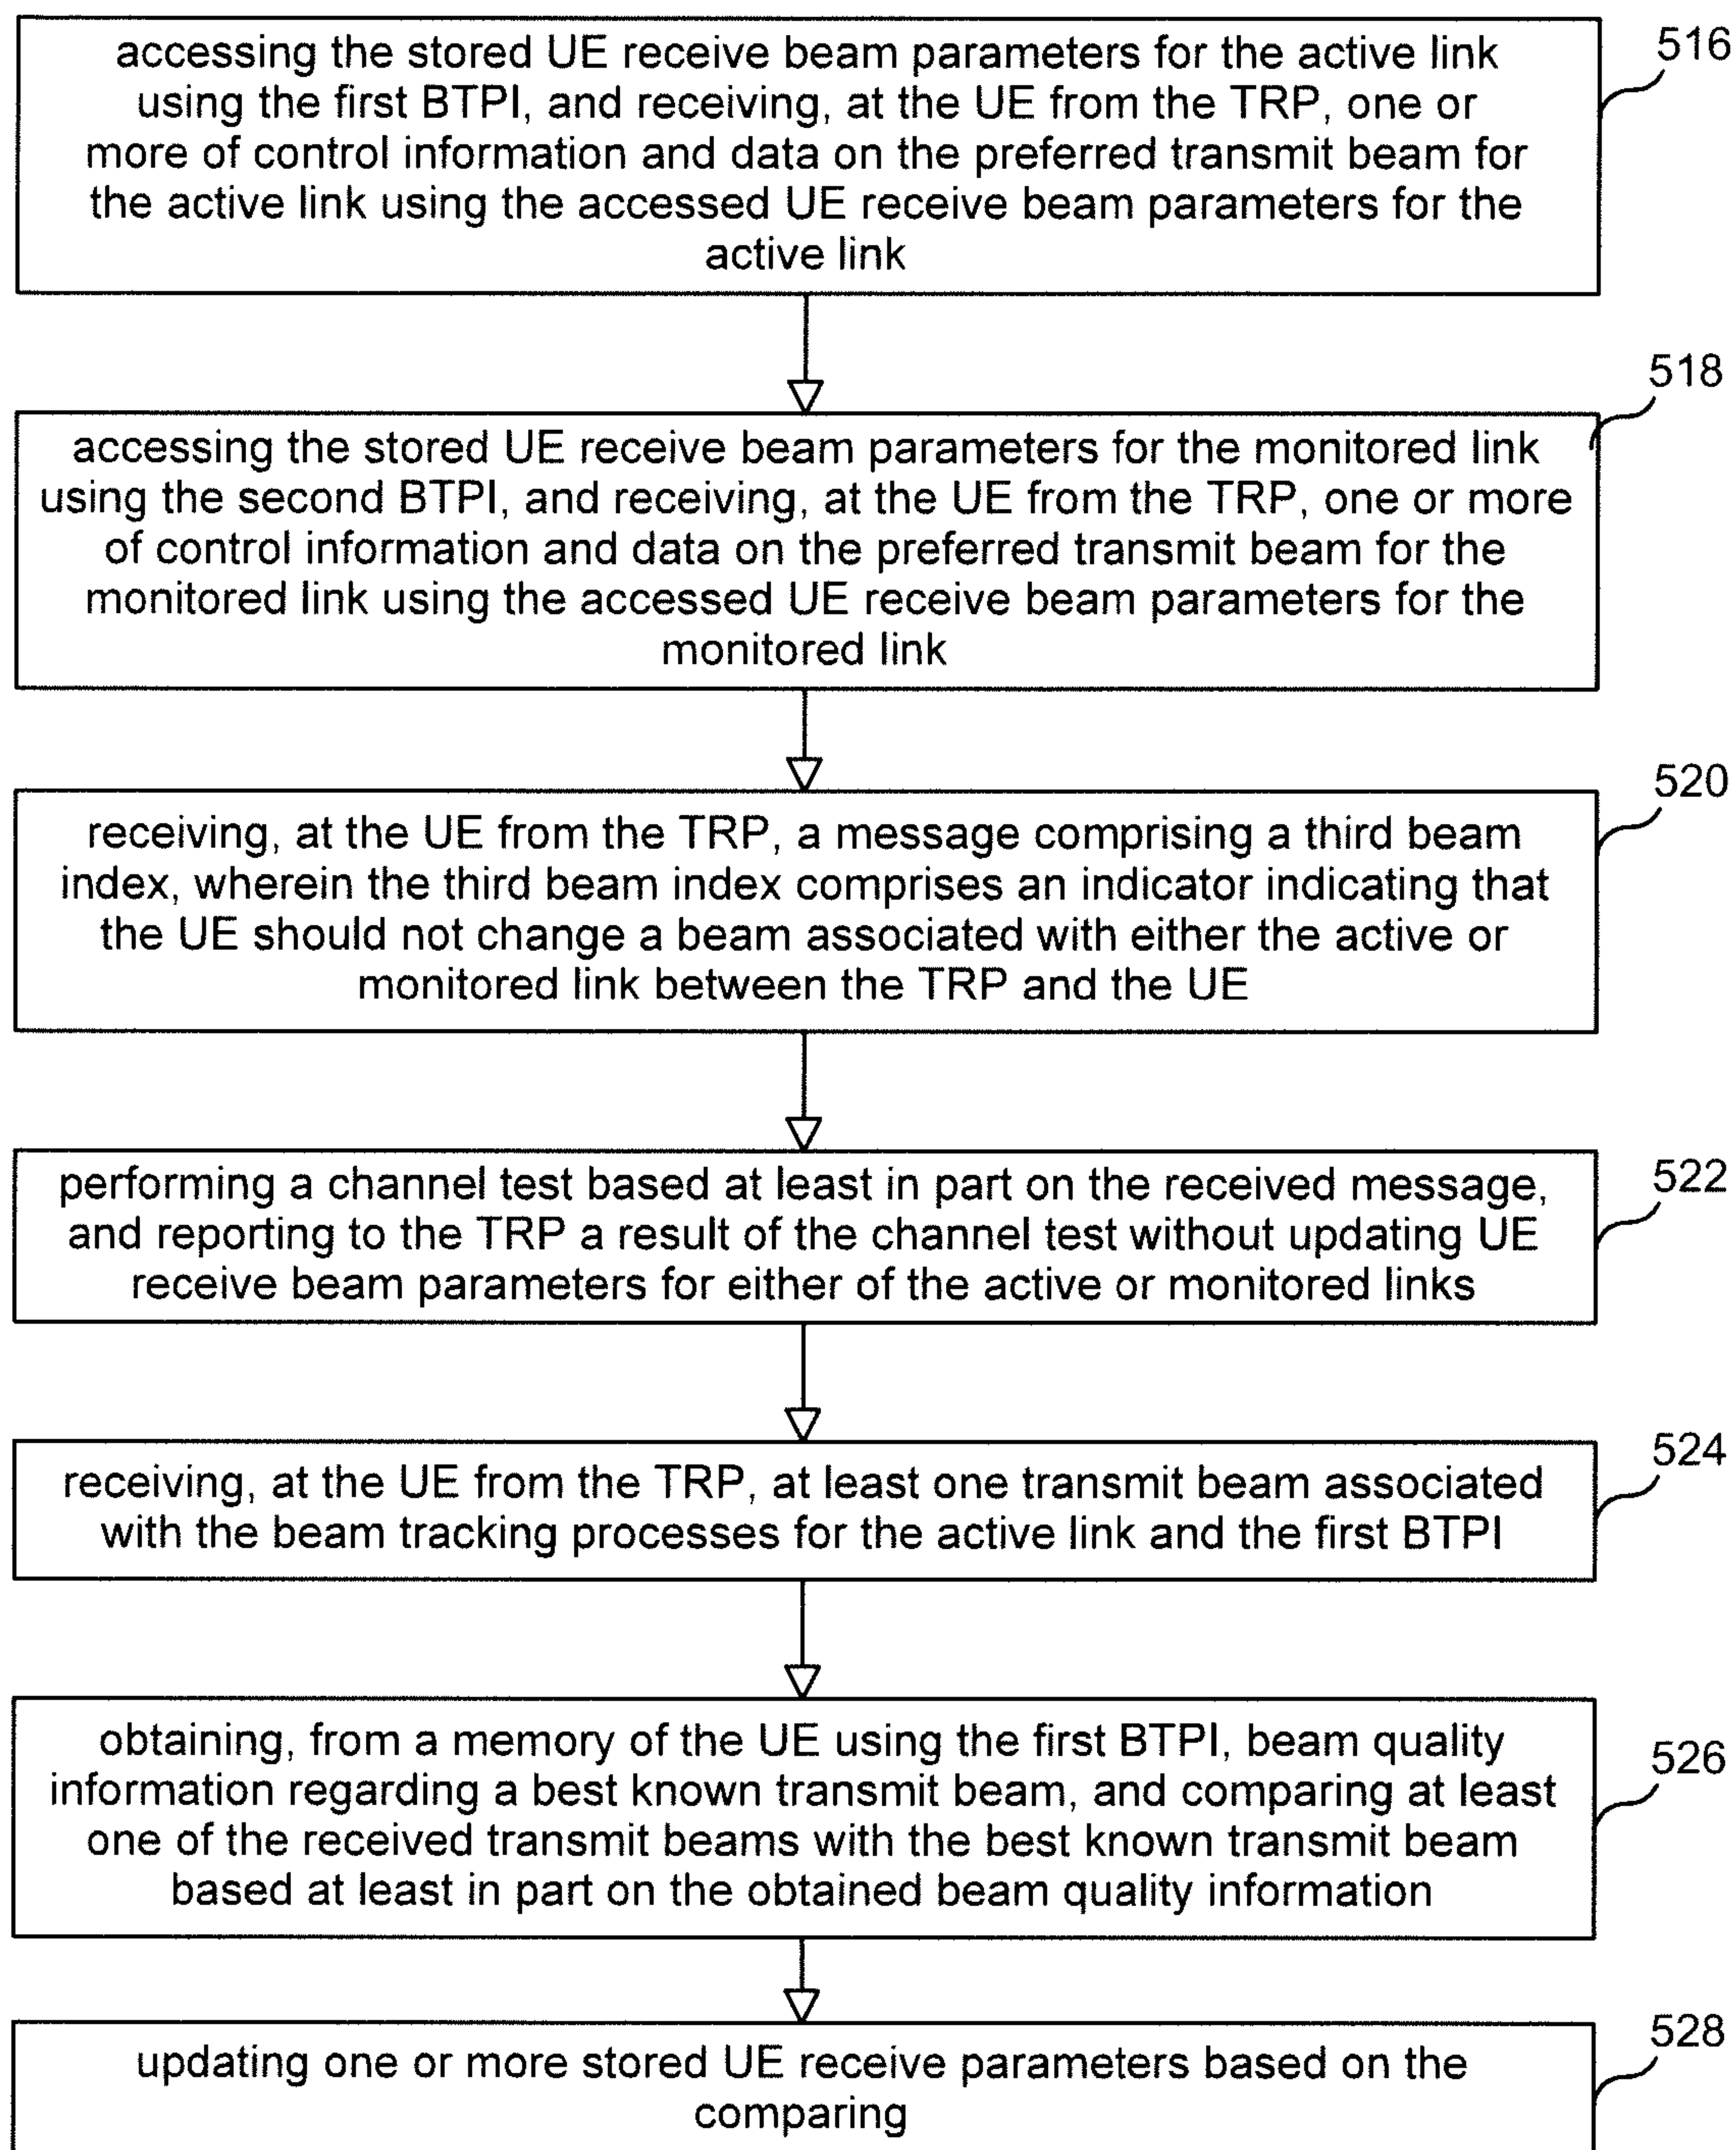 accessing the stored UE receive beam parameters for the active link
using the first BTPI, and receiving, at the UE from the TRP, one or
more of control information and data on the preferred transmit beam for
the active link using the accessed UE receive beam parameters for the
active link
516
accessing the stored UE receive beam parameters for the monitored link
using the second BTPI, and receiving, at the UE from the TRP, one or more
of control information and data on the preferred transmit beam for the
monitored link using the accessed UE receive beam parameters for the
monitored link
518
receiving, at the UE from the TRP, a message comprising a third beam
index, wherein the third beam index comprises an indicator indicating that
the UE should not change a beam associated with either the active or
monitored link between the TRP and the UE
520
performing a channel test based at least in part on the received message,
and reporting to the TRP a result of the channel test without updating UE
receive beam parameters for either of the active or monitored links
522
receiving, at the UE from the TRP, at least one transmit beam associated
with the beam tracking processes for the active link and the first BTPI
524
obtaining, from a memory of the UE using the first BTPI, beam quality
information regarding a best known transmit beam, and comparing at least
one of the received transmit beams with the best known transmit beam
based at least in part on the obtained beam quality information
526
updating one or more stored UE receive parameters based on the
comparing
528